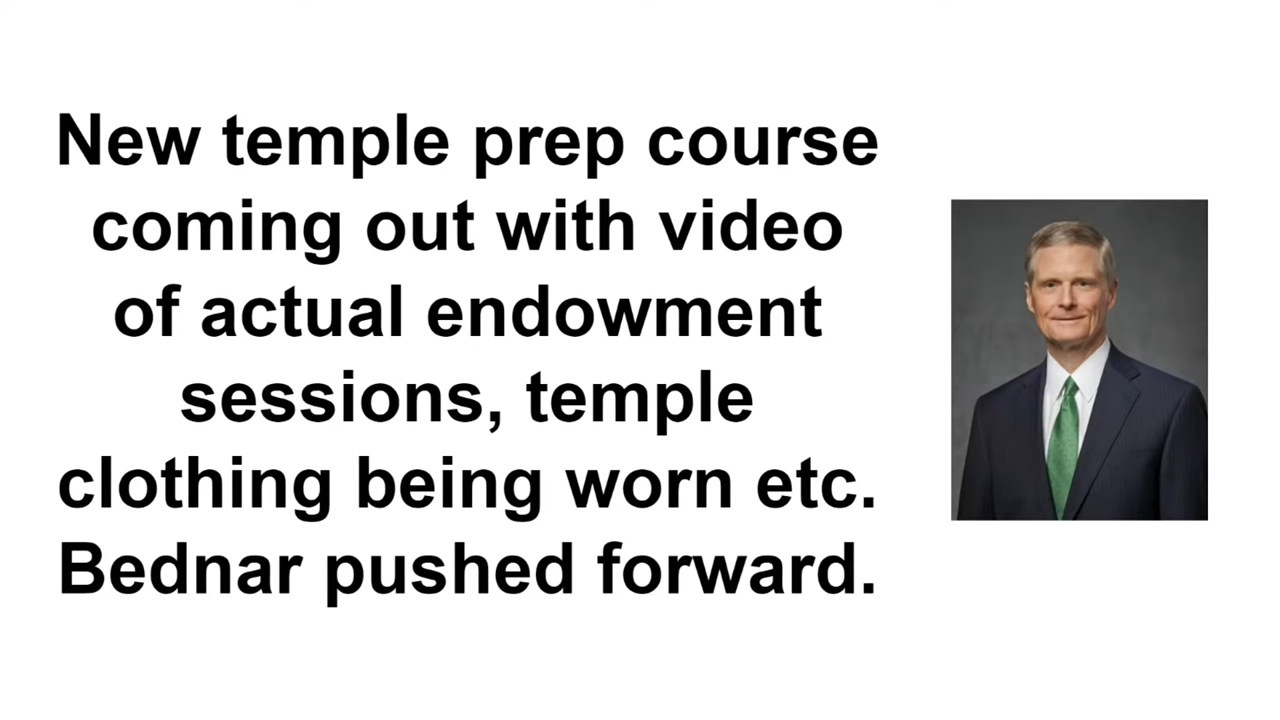 New temple prep course
coming out with video
of actual endowment
sessions, temple
clothing being worn etc.
Bednar pushed forward.